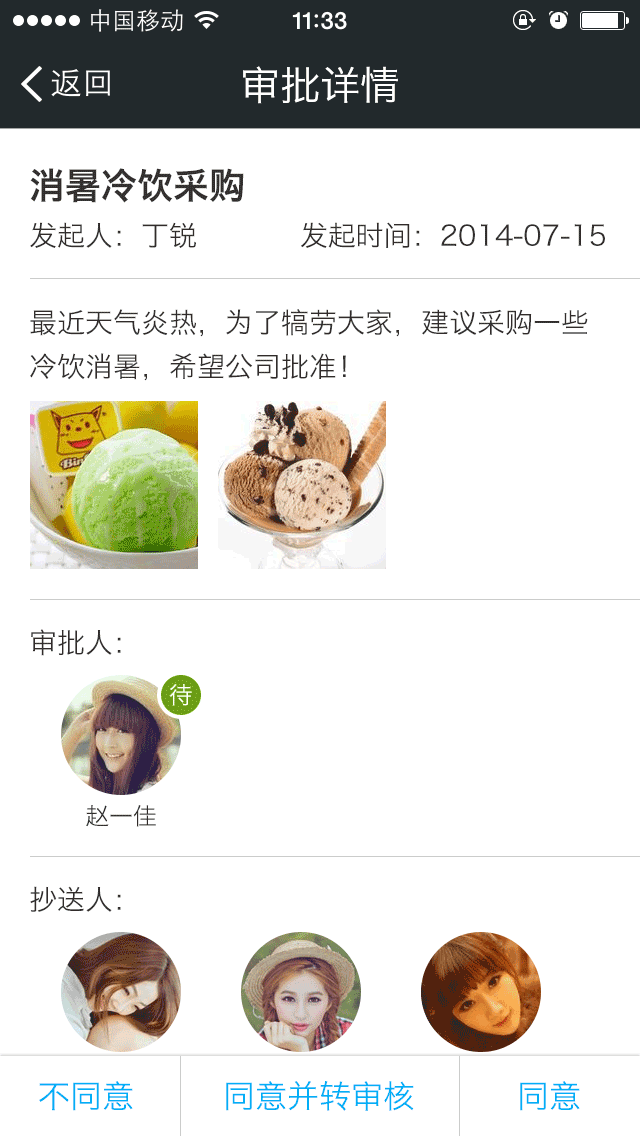 中国移动 11:33
返回 审批详情
消暑冷饮采购
发起人：丁锐 发起时间：2014-07-15
最近天气炎热，为了犒劳大家，建议采购一些
冷饮消暑，希望公司批准！
审批人：
待
赵一佳
抄送人：
不同意 同意并转审核 同意